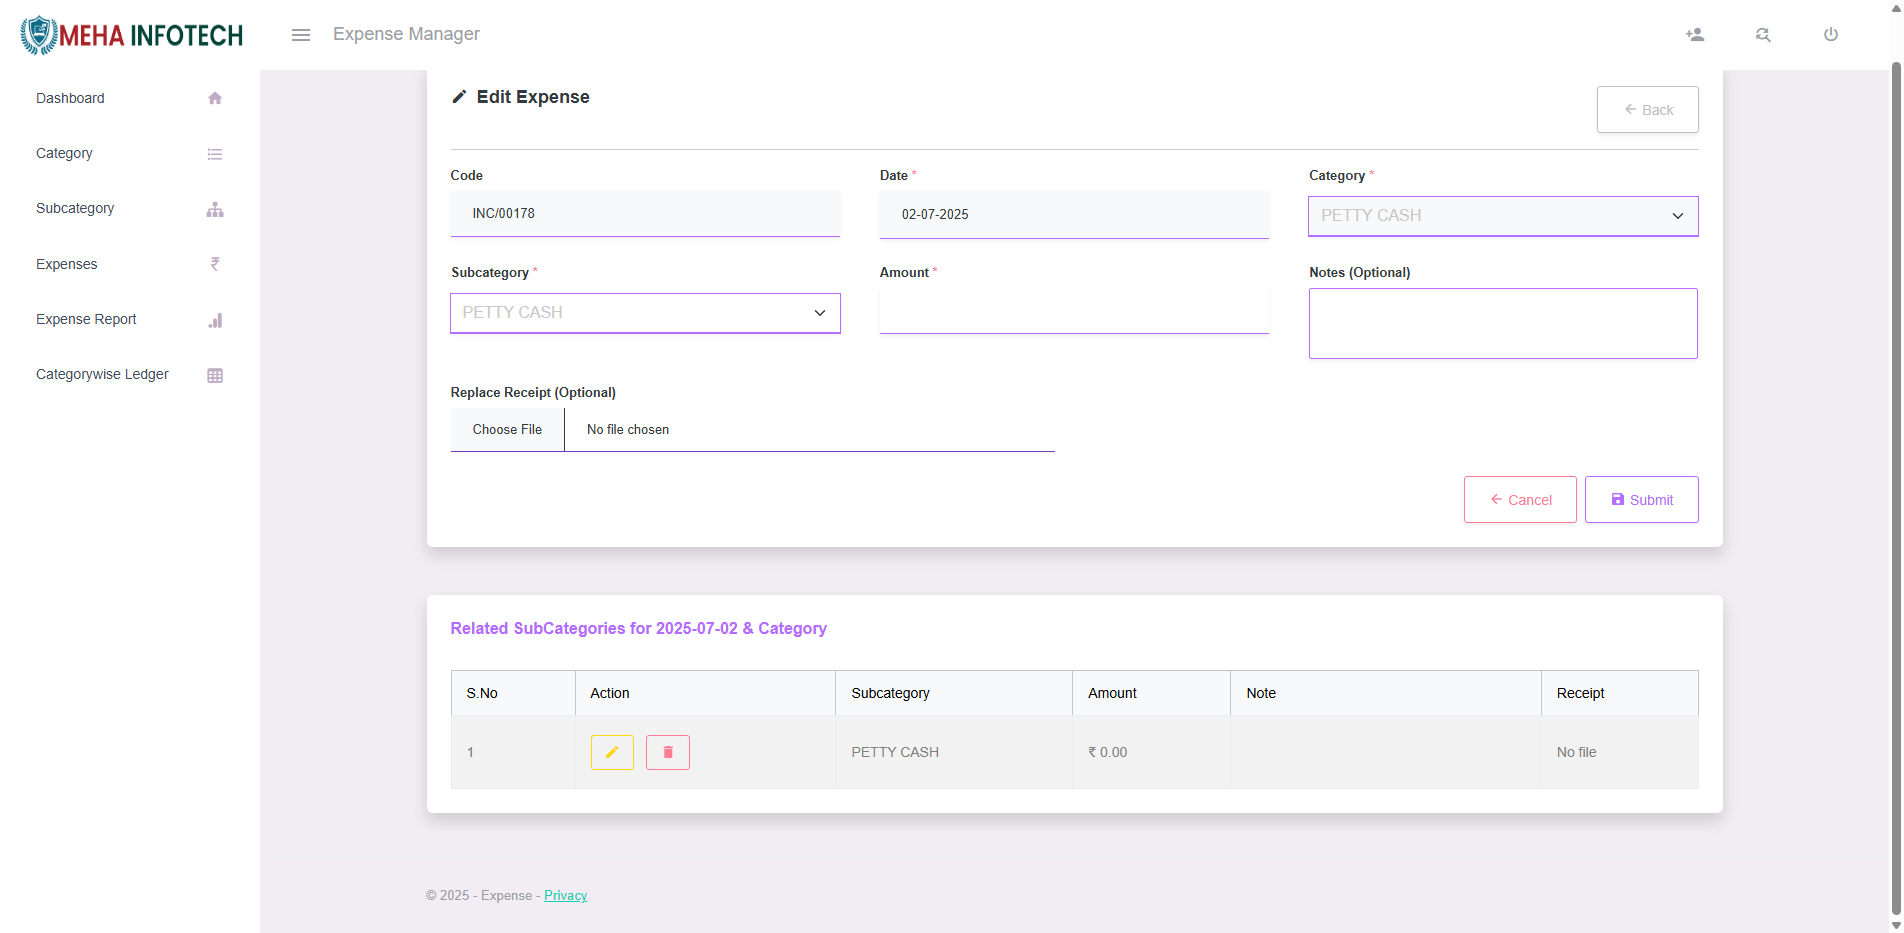 MEHA INFOTECH
Expense Manager
Dashboard
Category
Subcategory
Expenses
Expense Report
Categorywise Ledger
Edit Expense
Back
Code
Date *
Category *
INC/00178
02-07-2025
PETTY CASH
Subcategory *
Amount *
Notes (Optional)
PETTY CASH
Replace Receipt (Optional)
Choose File No file chosen
Cancel
Submit
Related SubCategories for 2025-07-02 & Category
S.No Action Subcategory Amount Note Receipt
1 PETTY CASH ₹ 0.00 No file
© 2025 - Expense - Privacy